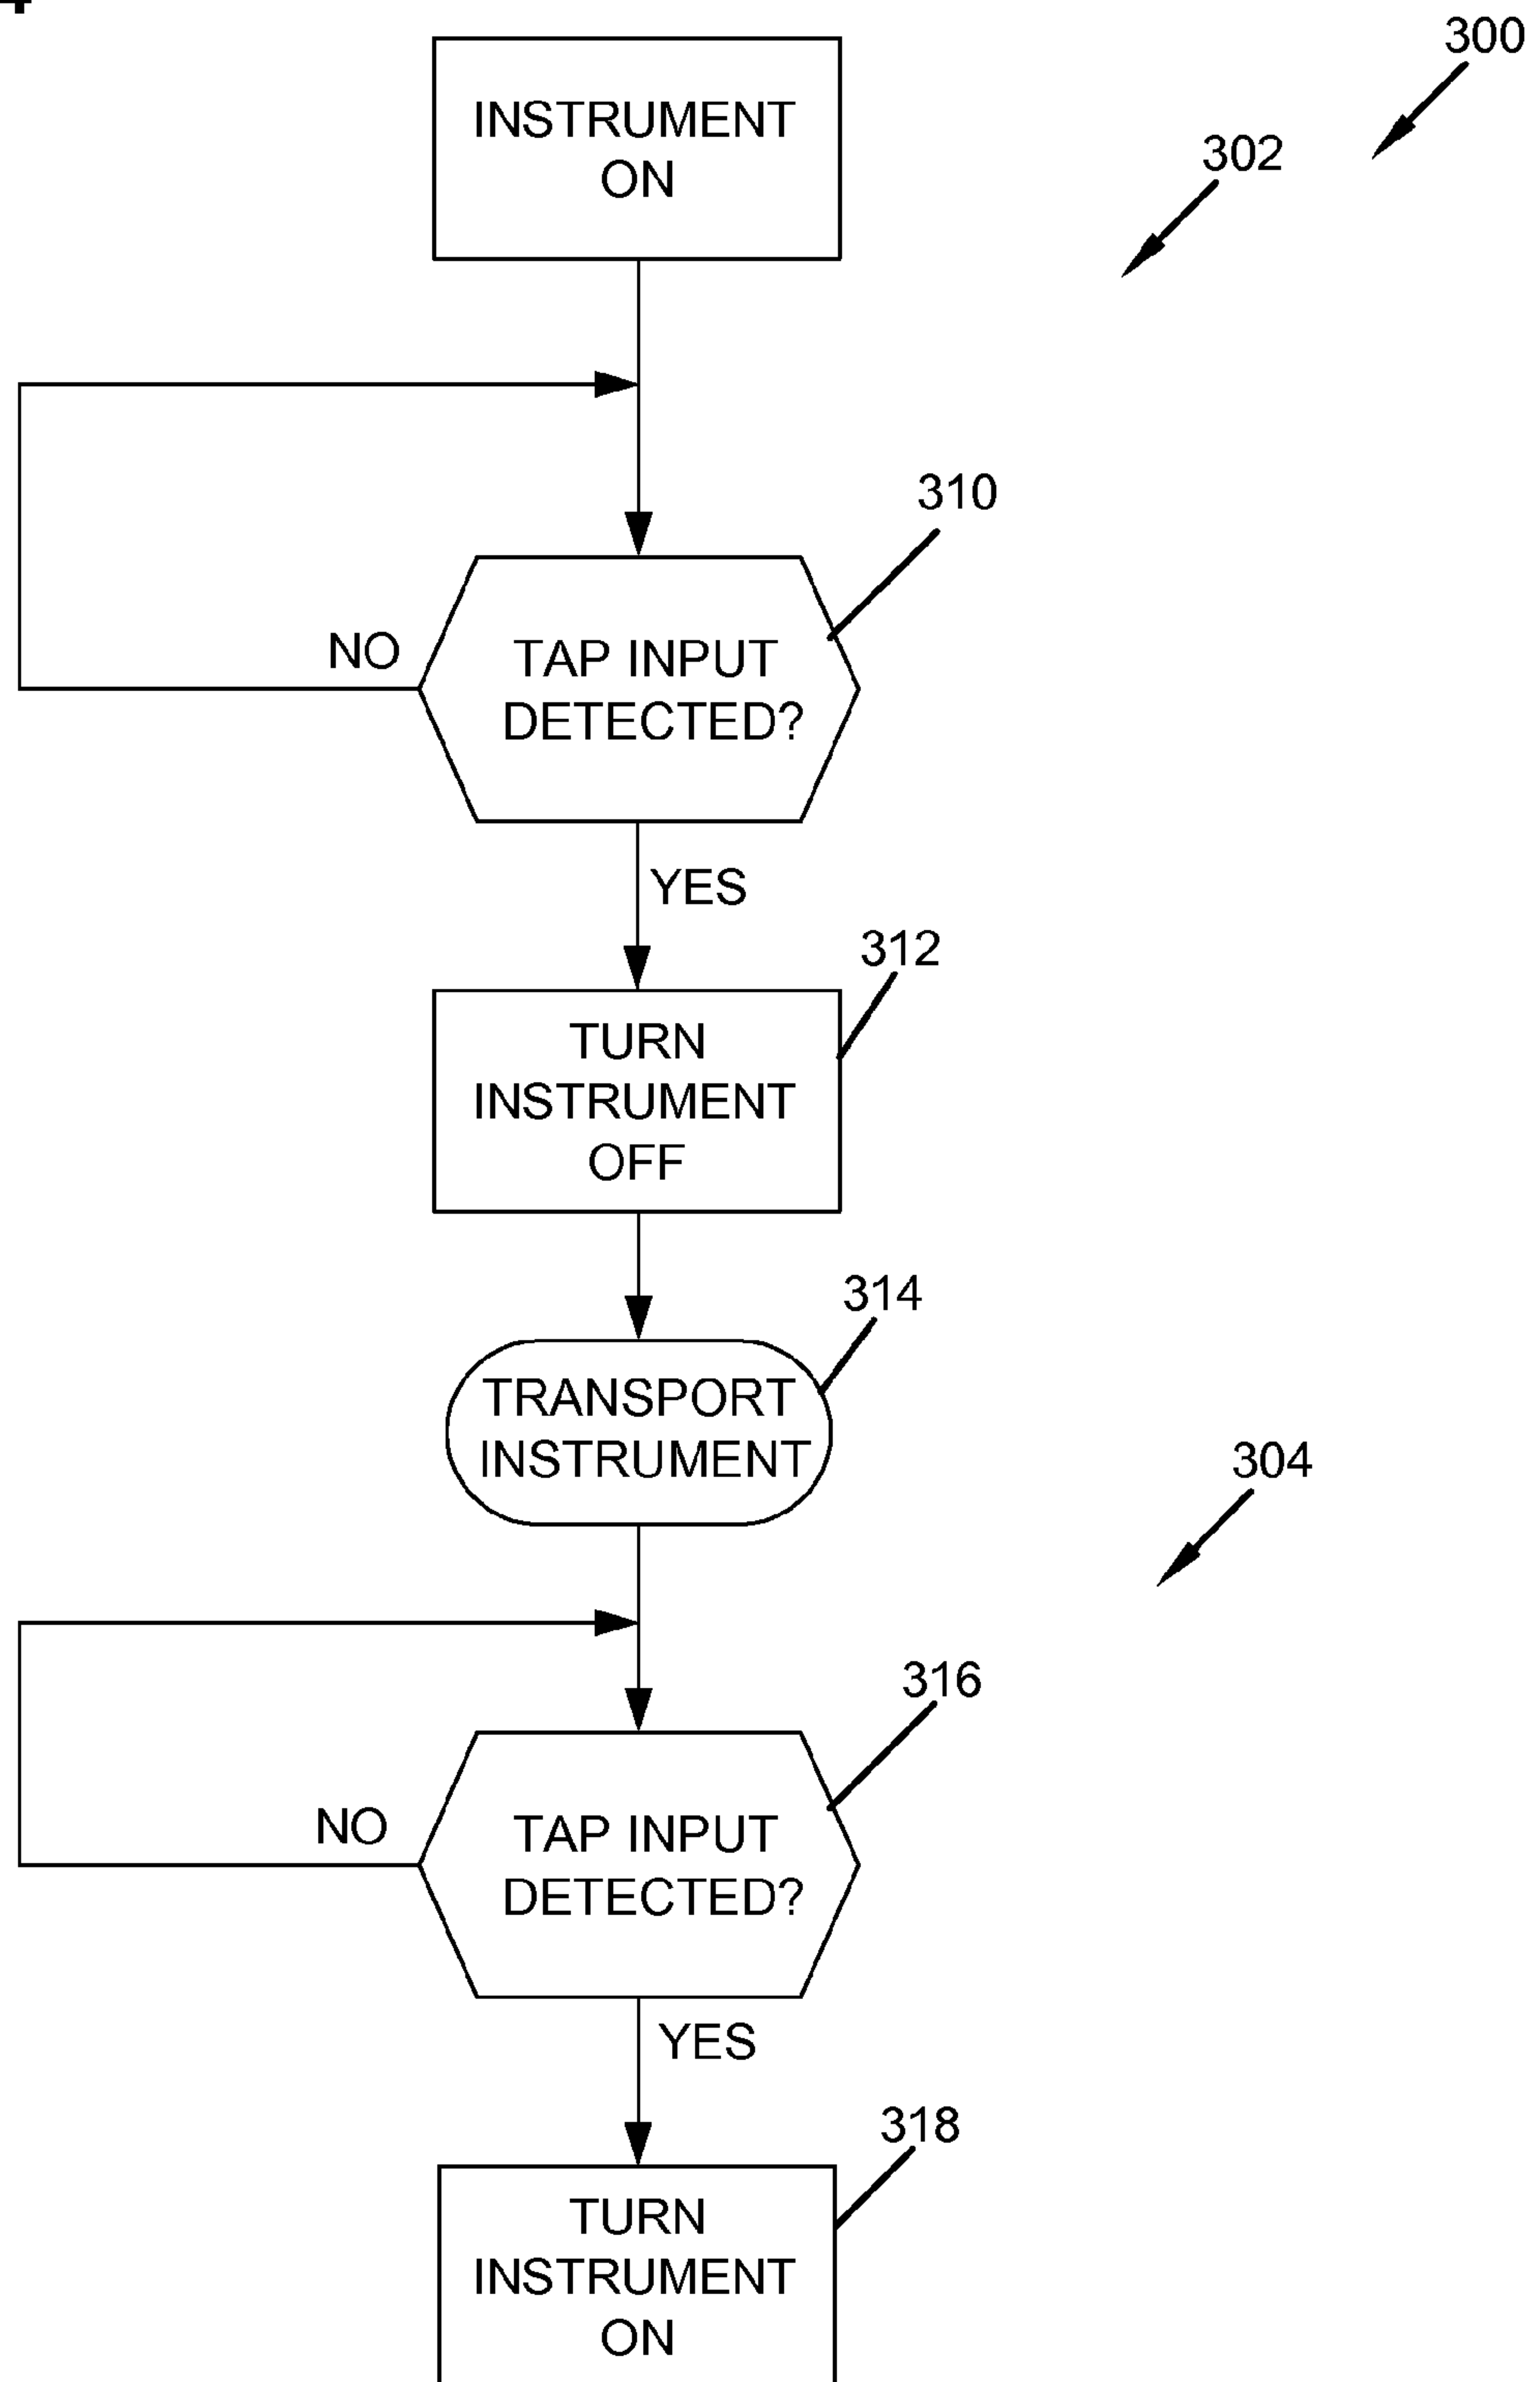 300
302
INSTRUMENT
ON
310
NO
TAP INPUT
DETECTED?
YES
312
TURN
INSTRUMENT
OFF
314
TRANSPORT
INSTRUMENT
304
316
NO
TAP INPUT
DETECTED?
YES
318
TURN
INSTRUMENT
ON